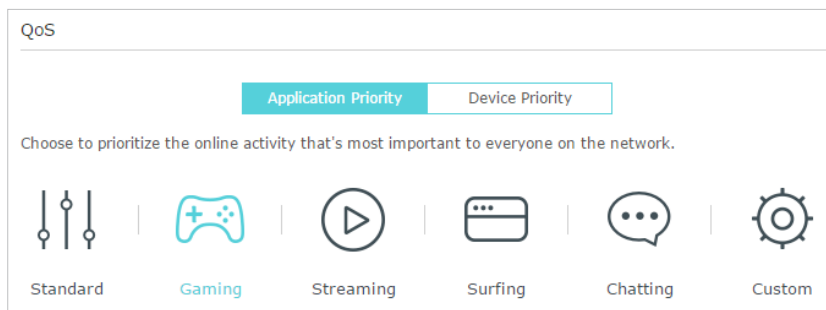 QoS
Application Priority Device Priority
Choose to prioritize the online activity that's most important to everyone on the network.
Standard Gaming Streaming Surfing Chatting Custom